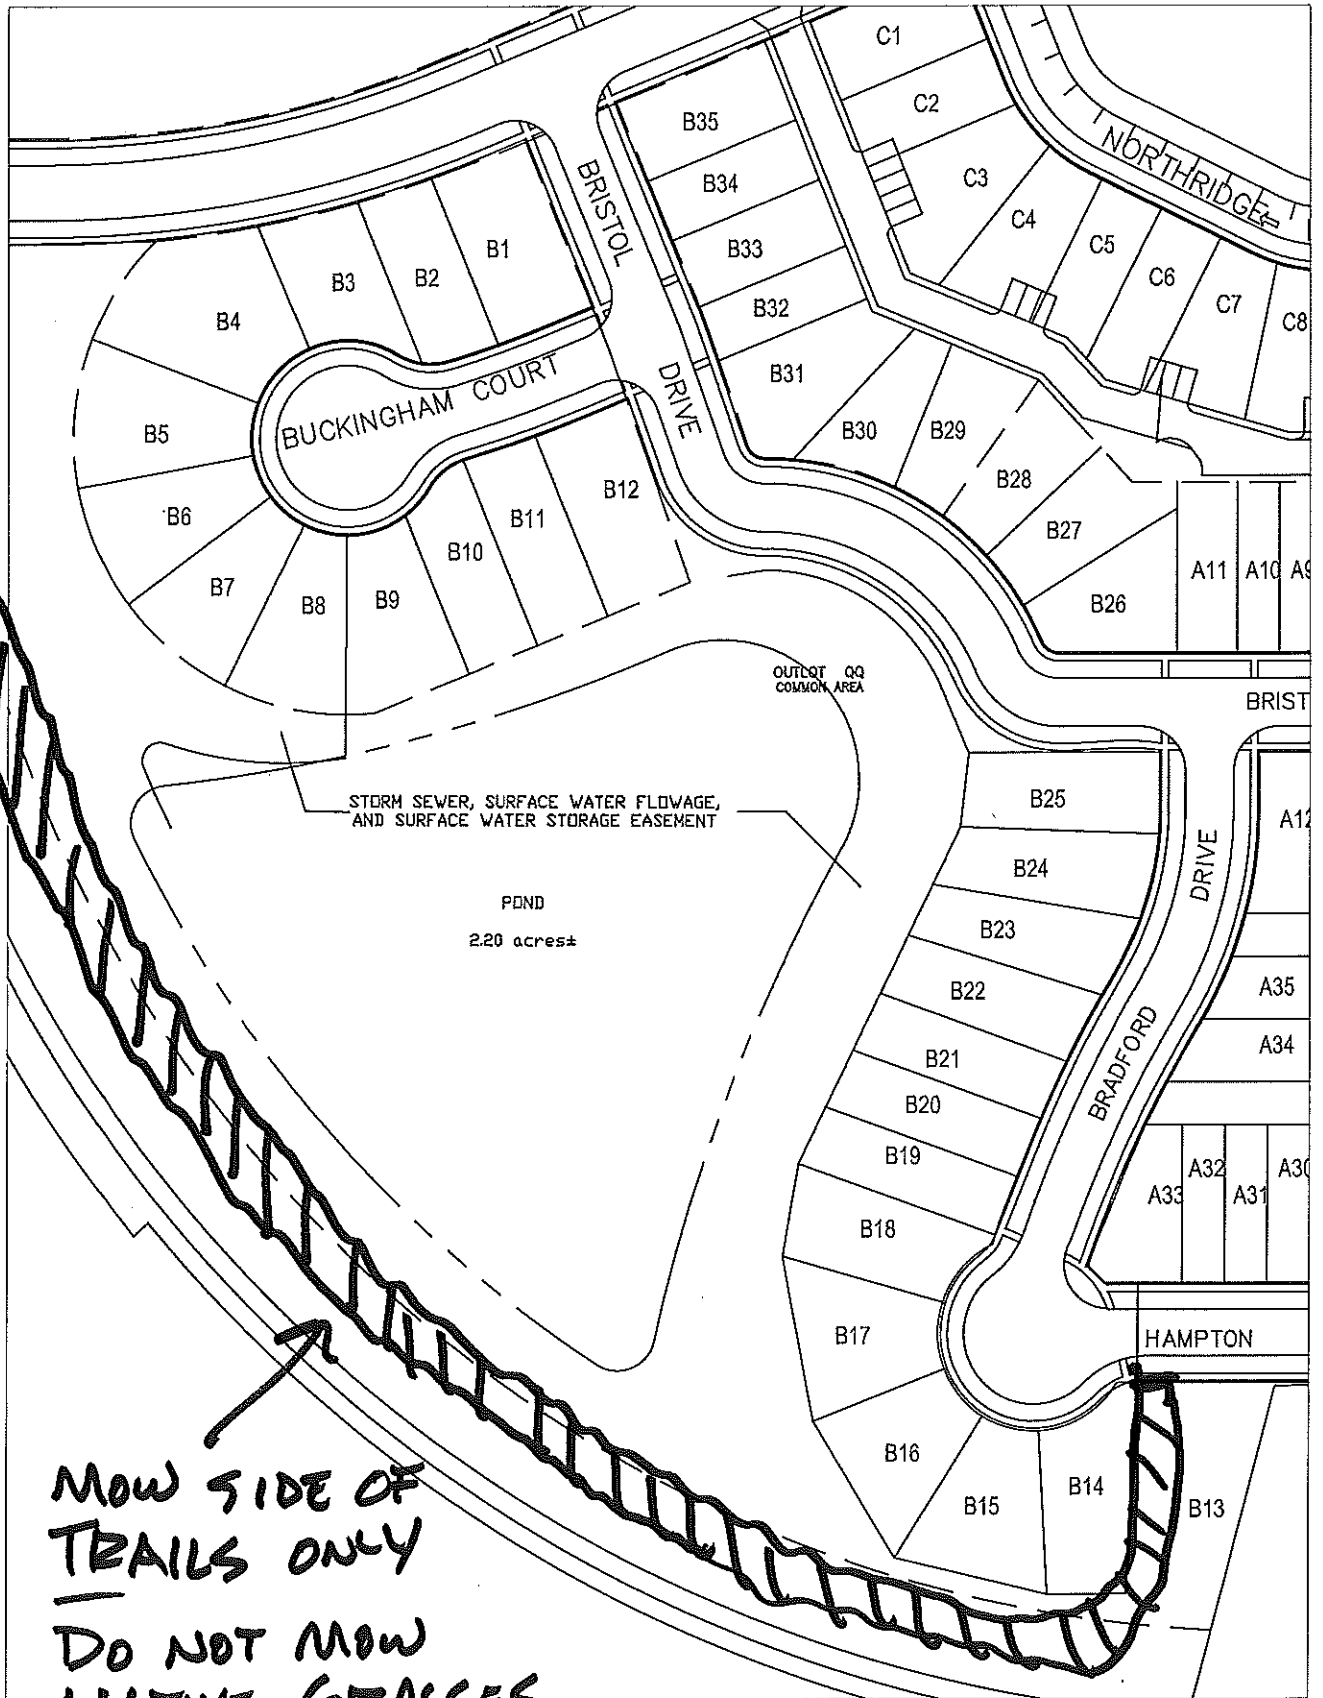 C1
C2
C3
C4
C5
C6
C7
C8
NORTHRIDGE
B35
B34
B33
B32
B31
B30
B29
B28
B27
B26
BRISTOL
DRIVE
B1
B2
B3
B4
B5
B6
B7
B8
B9
B10
B11
B12
BUCKINGHAM COURT
A11
A10
A9
OUTLOT QQ
COMMON AREA
BRIST
STORM SEWER, SURFACE WATER FLOWAGE,
AND SURFACE WATER STORAGE EASEMENT
POND
2.20 acres±
B25
B24
B23
B22
B21
B20
B19
B18
B17
B16
B15
B14
B13
BRADFORD
DRIVE
A12
A35
A34
A33
A32
A31
A30
HAMPTON
MOW SIDE OF
TRAILS ONLY
DO NOT MOW
NATIVE GRASSES